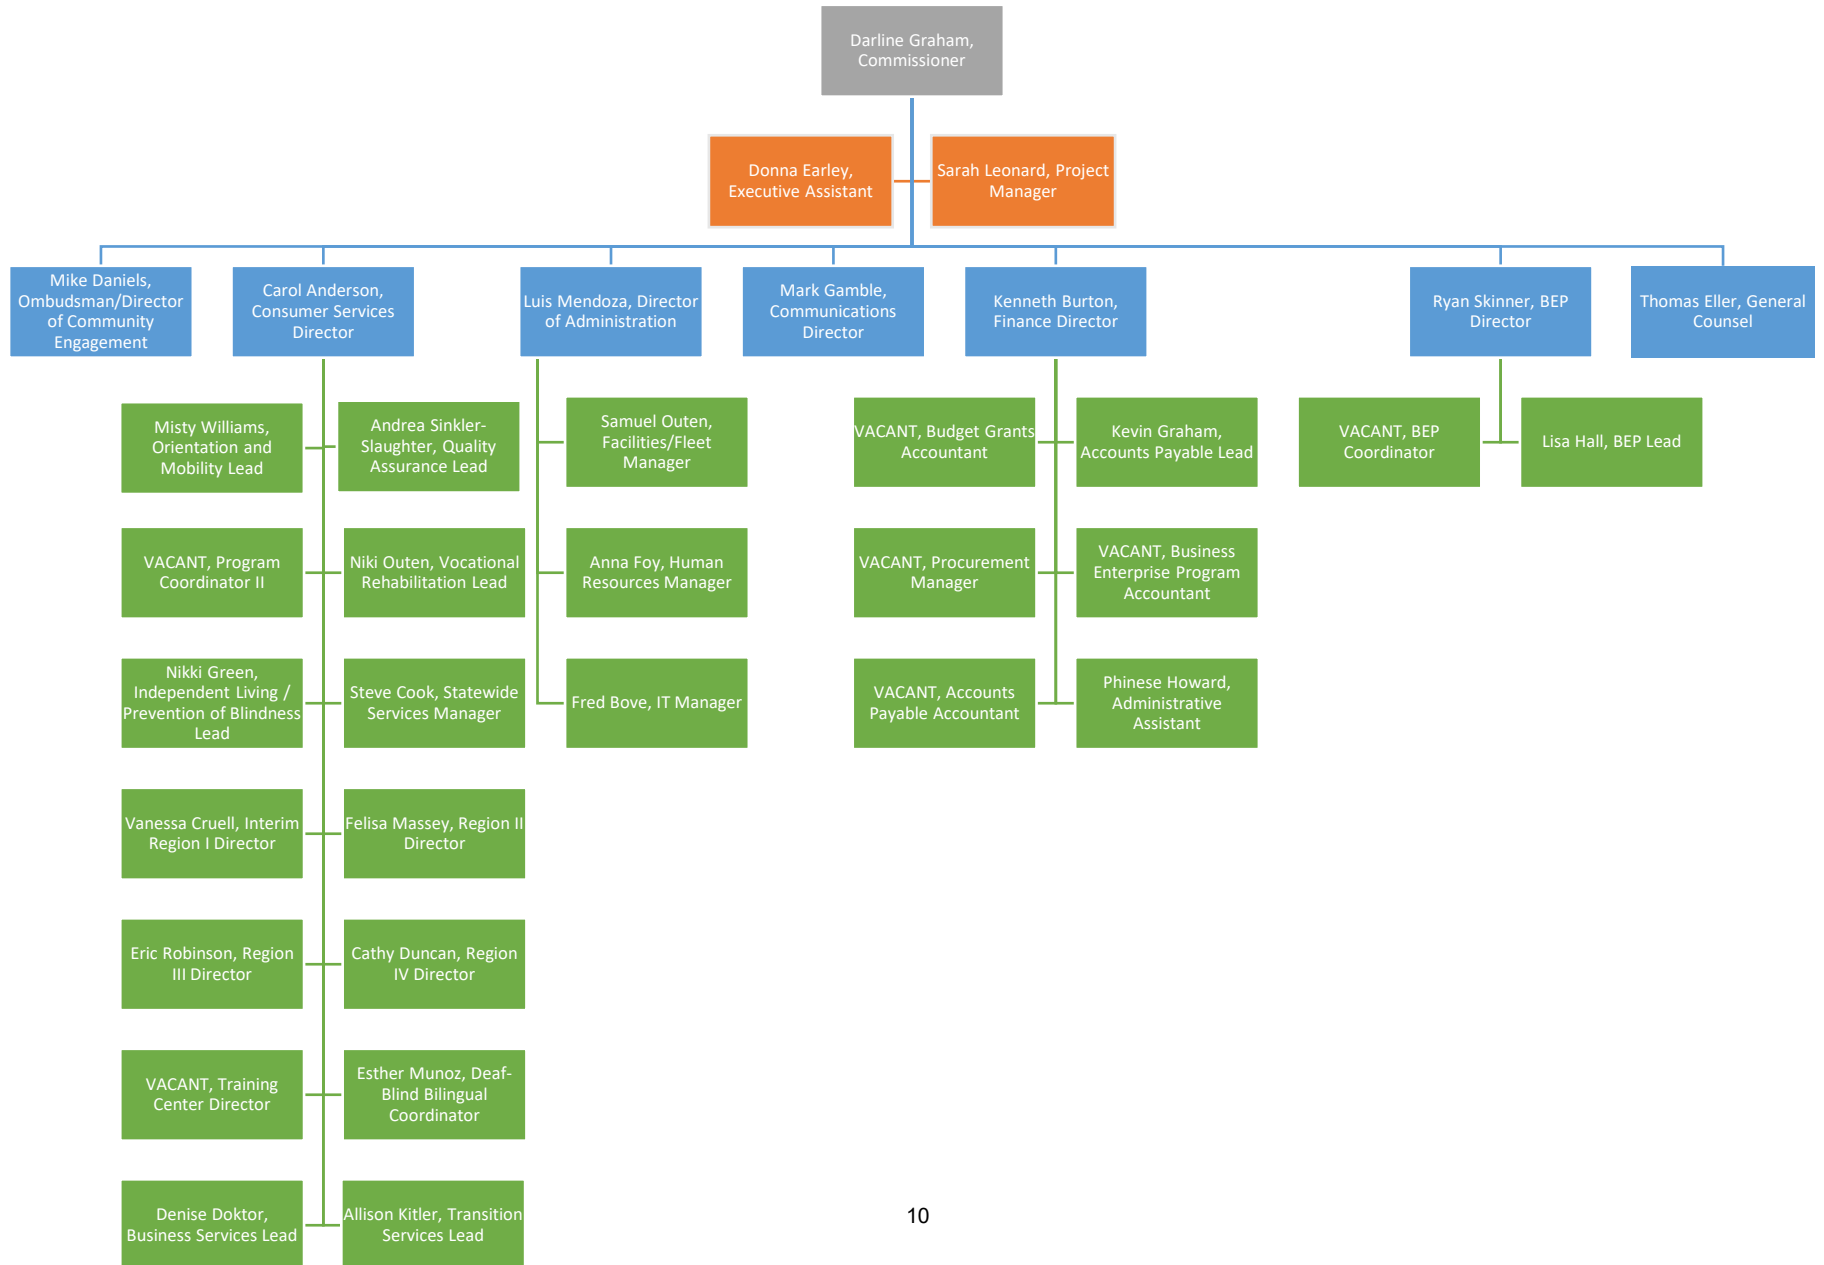 Darline Graham,
Commissioner
Donna Earley,
Executive Assistant
Sarah Leonard, Project
Manager
Mike Daniels,
Ombudsman/Director
of Community
Engagement
Carol Anderson,
Consumer Services
Director
Luis Mendoza, Director
of Administration
Mark Gamble,
Communications
Director
Kenneth Burton,
Finance Director
Ryan Skinner, BEP
Director
Thomas Eller, General
Counsel
Misty Williams,
Orientation and
Mobility Lead
Andrea Sinkler-
Slaughter, Quality
Assurance Lead
Samuel Outen,
Facilities/Fleet
Manager
VACANT, Budget Grants
Accountant
Kevin Graham,
Accounts Payable Lead
VACANT, BEP
Coordinator
Lisa Hall, BEP Lead
VACANT, Program
Coordinator II
Niki Outen, Vocational
Rehabilitation Lead
Anna Foy, Human
Resources Manager
VACANT, Procurement
Manager
VACANT, Business
Enterprise Program
Accountant
Nikki Green,
Independent Living /
Prevention of Blindness
Lead
Steve Cook, Statewide
Services Manager
Fred Bove, IT Manager
VACANT, Accounts
Payable Accountant
Phinese Howard,
Administrative
Assistant
Vanessa Cruell, Interim
Region I Director
Felisa Massey, Region II
Director
Eric Robinson, Region
III Director
Cathy Duncan, Region
IV Director
VACANT, Training
Center Director
Esther Munoz, Deaf-
Blind Bilingual
Coordinator
Denise Doktor,
Business Services Lead
Allison Kitler, Transition
Services Lead
10